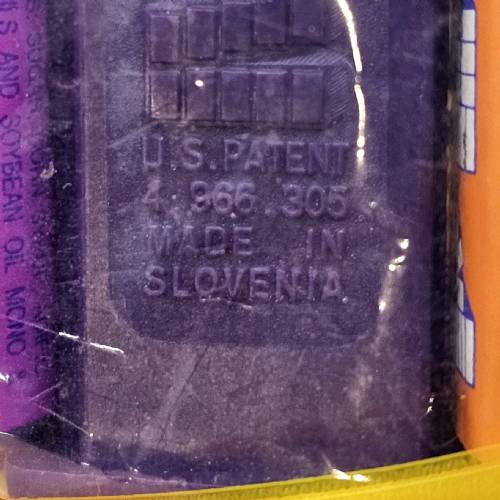 U.S.PATENT
4.966.305
MADE IN
SLOVENIA
AND SOYBEAN OIL MONO &